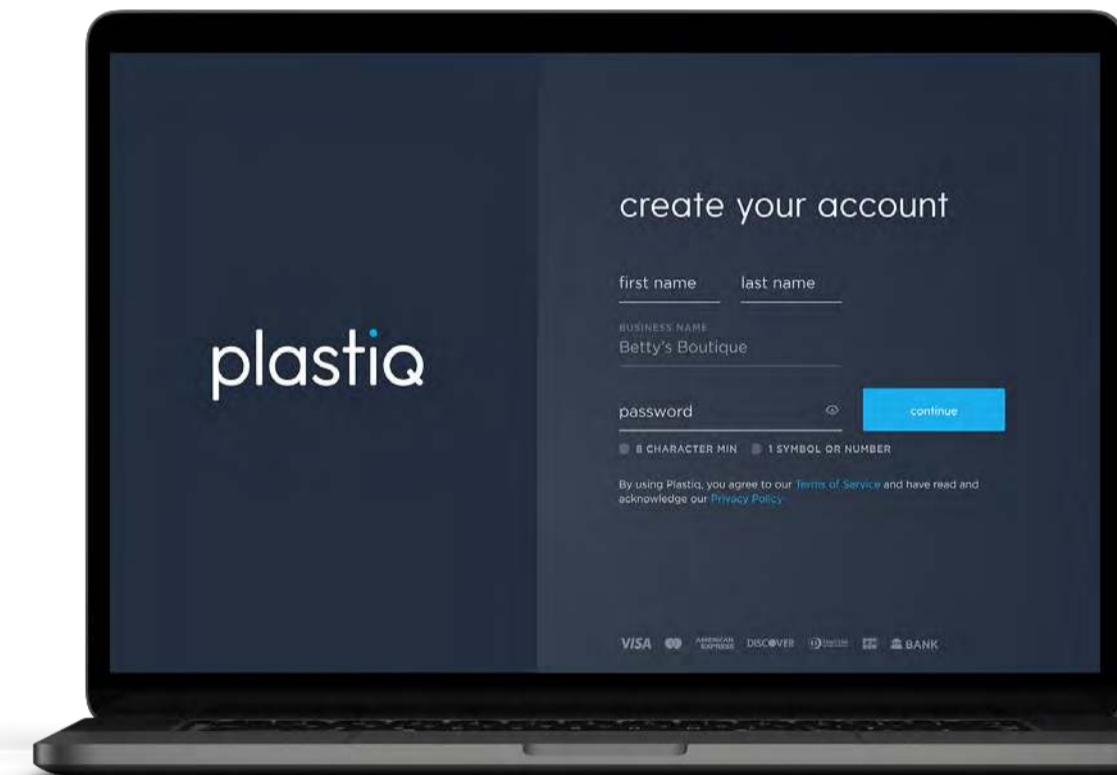 plastiq
create your account
first name last name
BUSINESS NAME
Betty's Boutique
password
continue
8 CHARACTER MIN 1 SYMBOL OR NUMBER
By using Plastiq, you agree to our Terms of Service and have read and
acknowledge our Privacy Policy
VISA AMERICAN EXPRESS DISCOVER BANK